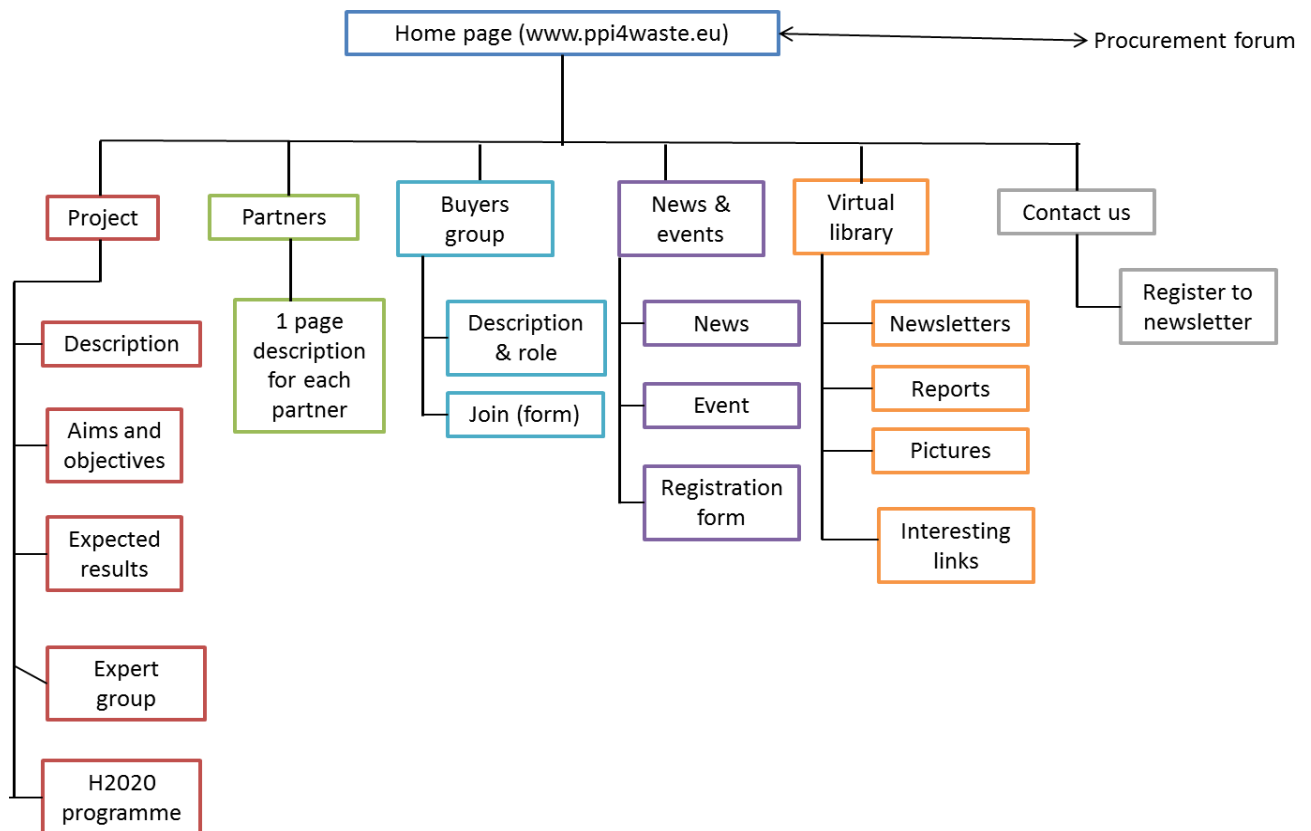 Home page (www.ppi4waste.eu)
Procurement forum
Project
Partners
Buyers
group
News &
events
Virtual
library
Contact us
Description
Aims and
objectives
Expected
results
Expert
group
H2020
programme
1 page
description
for each
partner
Description
& role
Join (form)
News
Event
Registration
form
Newsletters
Reports
Pictures
Interesting
links
Register to
newsletter